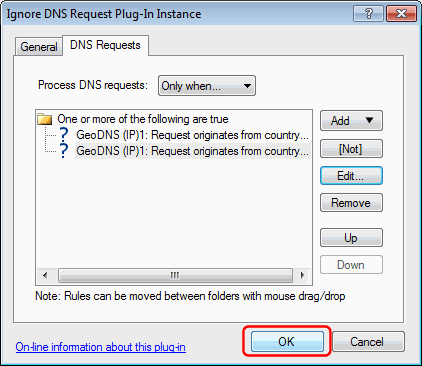 Ignore DNS Request Plug-In Instance
General
DNS Requests
Process DNS requests:
Only when...
One or more of the following are true
GeoDNS (IP)1: Request originates from country...
GeoDNS (IP)1: Request originates from country...
Add
[Not]
Edit...
Remove
Up
Down
Note: Rules can be moved between folders with mouse drag/drop
On-line information about this plug-in
OK
Cancel